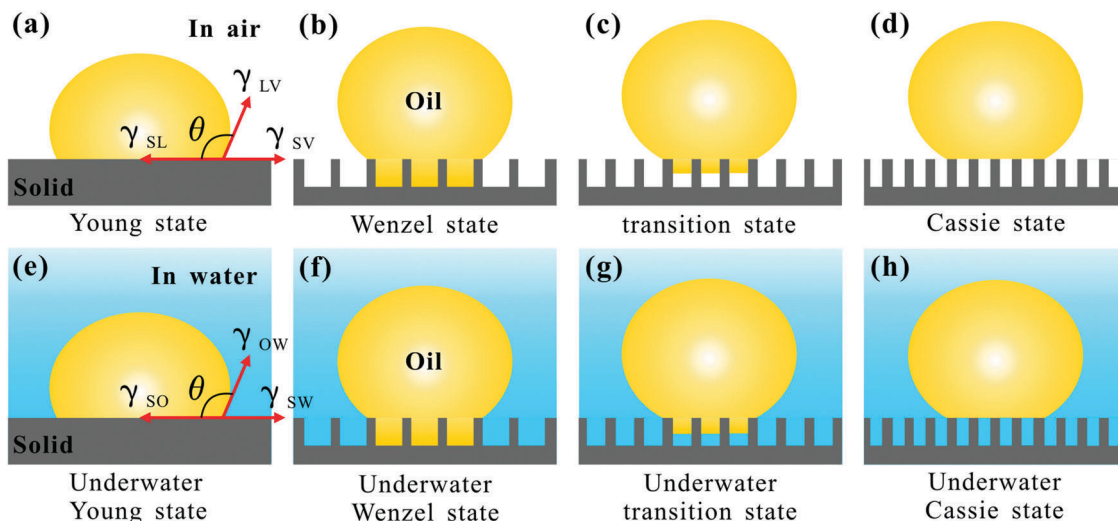 (a)
In air
γ LV
γ SL
θ
γ SV
Solid
Young state
(b)
Oil
Wenzel state
(c)
transition state
(d)
Cassie state
(e)
In water
γ OW
γ SO
θ
γ SW
Solid
Underwater
Young state
(f)
Oil
Underwater
Wenzel state
(g)
Underwater
transition state
(h)
Underwater
Cassie state